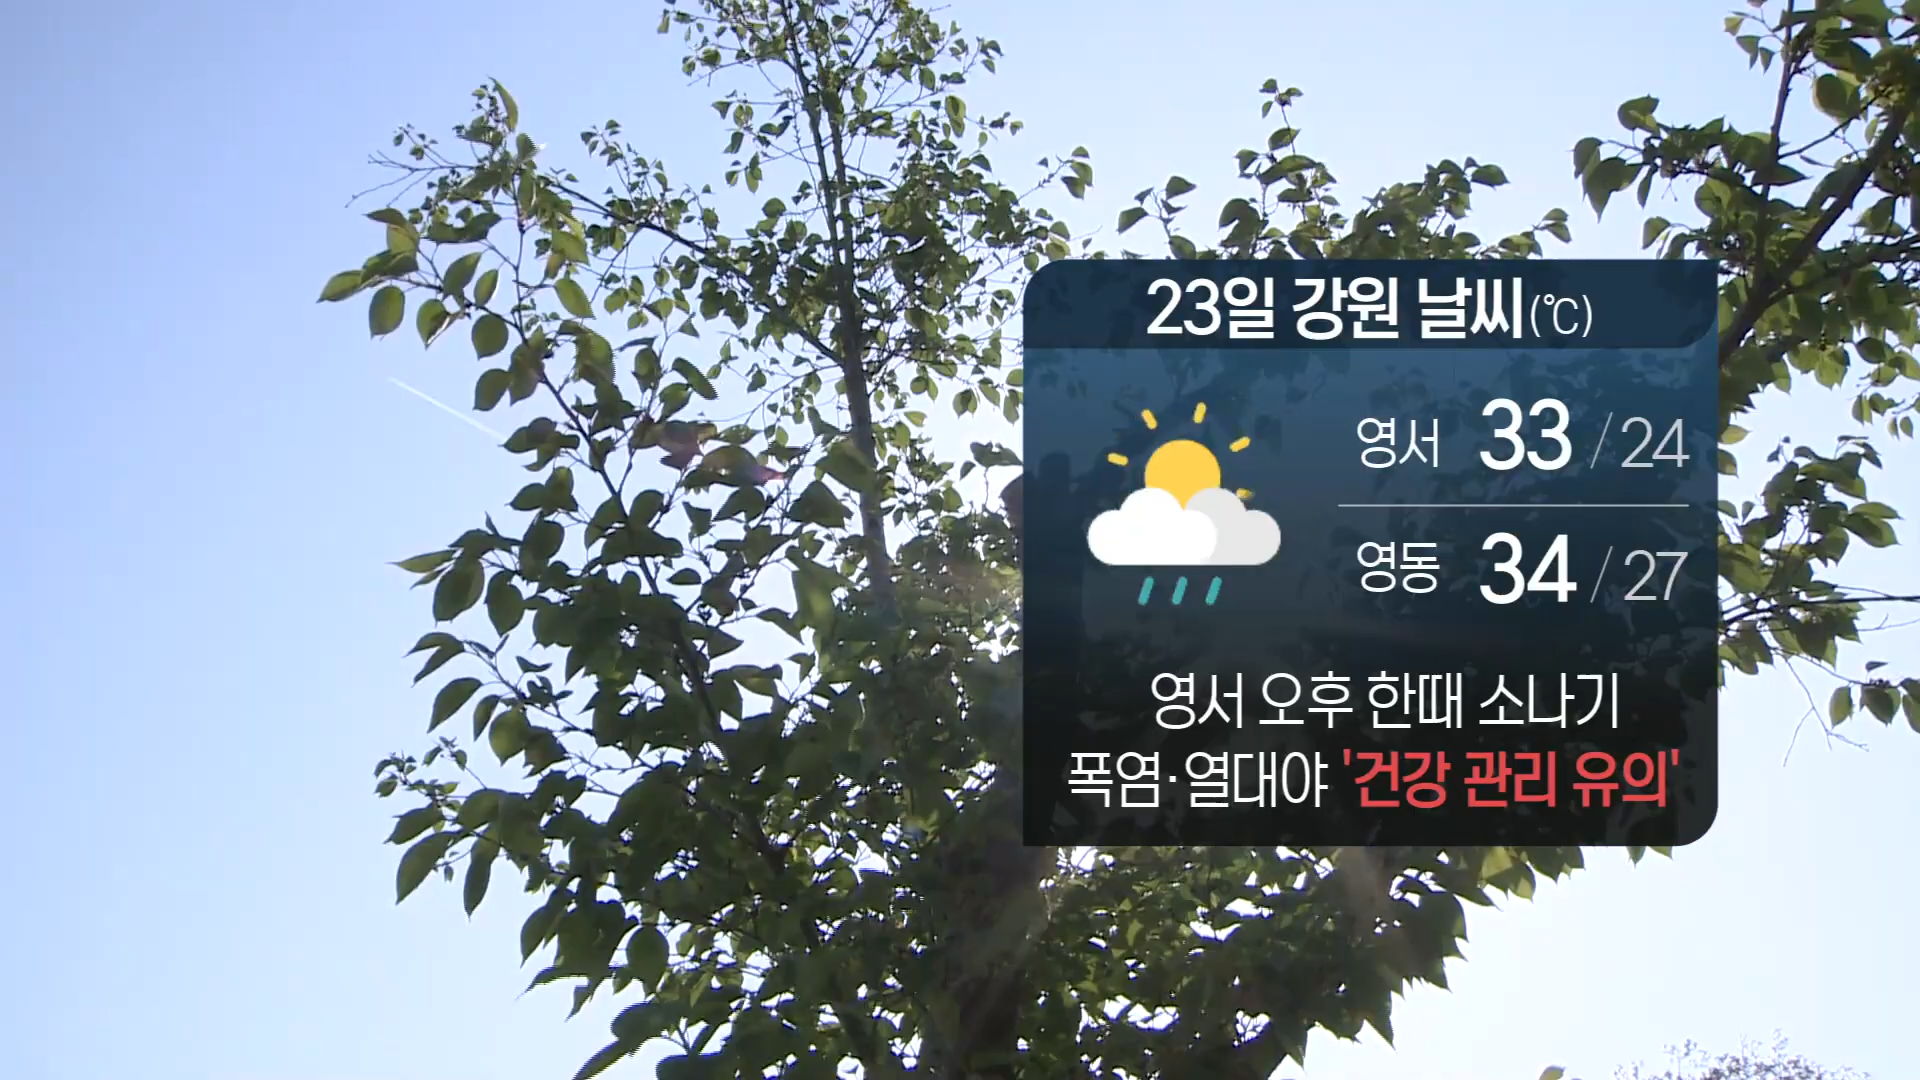 23일 강원 날씨(℃)
영서 33 / 24
영동 34 / 27
영서 오후 한때 소나기
폭염·열대야 '건강 관리 유의'